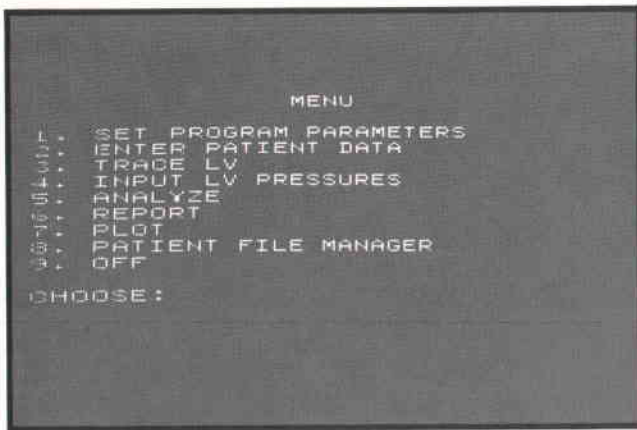 MENU
1. SET PROGRAM PARAMETERS
2. ENTER PATIENT DATA
3. TRACE LV
4. INPUT LV PRESSURES
5. ANALYZE
6. REPORT
7. PLOT
8. PATIENT FILE MANAGER
9. OFF
CHOOSE: